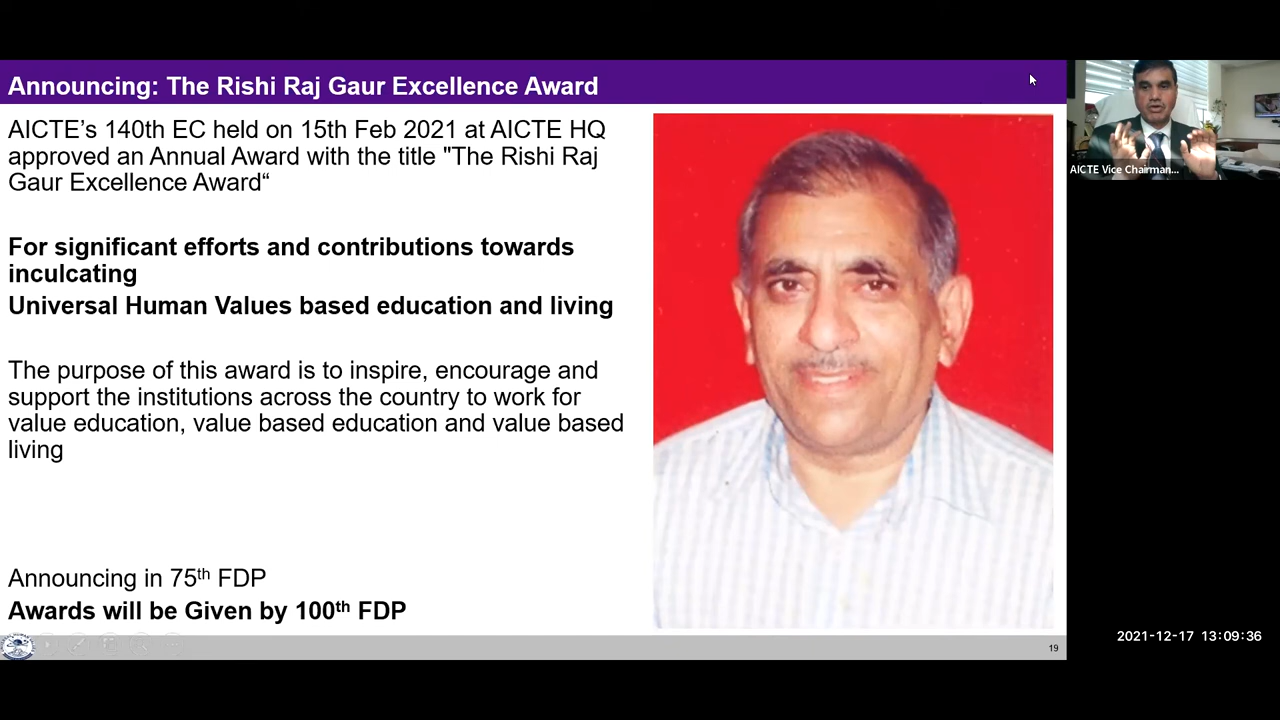 Announcing: The Rishi Raj Gaur Excellence Award
AICTE’s 140th EC held on 15th Feb 2021 at AICTE HQ
approved an Annual Award with the title "The Rishi Raj
Gaur Excellence Award“
For significant efforts and contributions towards
inculcating
Universal Human Values based education and living
The purpose of this award is to inspire, encourage and
support the institutions across the country to work for
value education, value based education and value based
living
Announcing in 75th FDP
Awards will be Given by 100th FDP
19
AICTE Vice Chairman...
2021-12-17 13:09:36